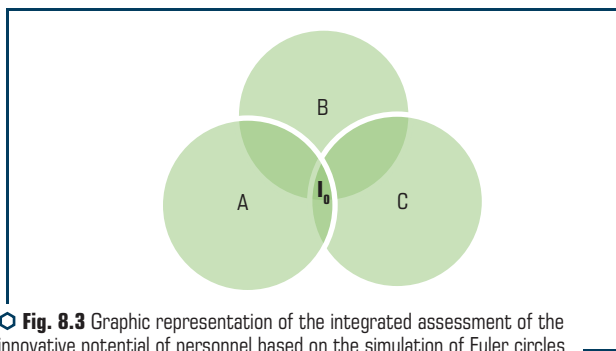 B
A
I₀
C
Fig. 8.3 Graphic representation of the integrated assessment of the
innovative potential of personnel based on the simulation of Euler circles